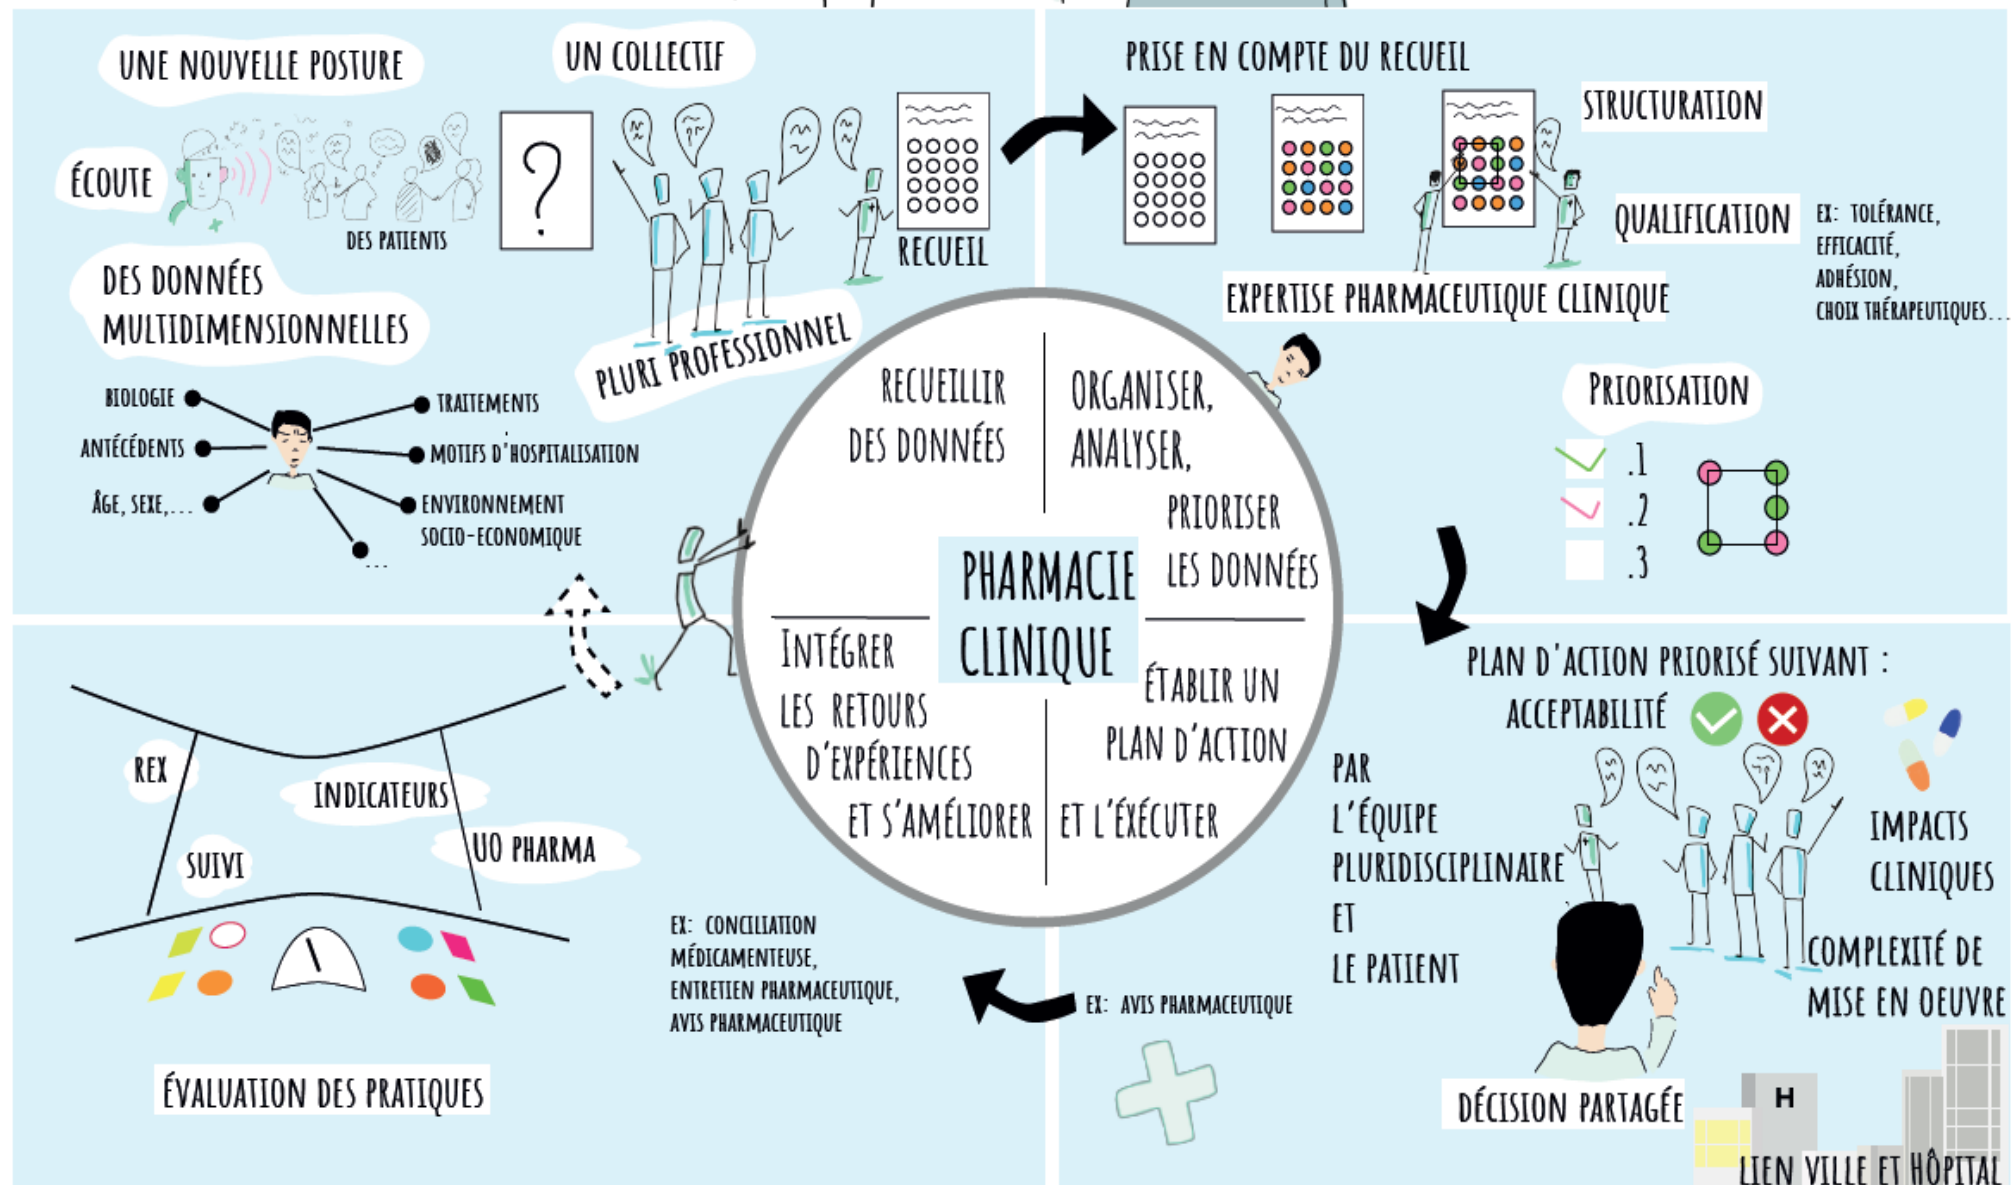 UNE NOUVELLE POSTURE
ÉCOUTE
DES PATIENTS
?
UN COLLECTIF
PLURI PROFESSIONNEL
RECUEIL
DES DONNÉES
MULTIDIMENSIONNELLES
BIOLOGIE
ANTÉCÉDENTS
ÂGE, SEXE,...
TRAITEMENTS
MOTIFS D'HOSPITALISATION
ENVIRONNEMENT
SOCIO-ECONOMIQUE
...
PRISE EN COMPTE DU RECUEIL
STRUCTURATION
QUALIFICATION
EX: TOLÉRANCE,
EFFICACITÉ,
ADHÉSION,
CHOIX THÉRAPEUTIQUES...
EXPERTISE PHARMACEUTIQUE CLINIQUE
PRIORISATION
.1
.2
.3
RECUEILLIR
DES DONNÉES
ORGANISER,
ANALYSER,
PRIORISER
LES DONNÉES
PHARMACIE
CLINIQUE
INTÉGRER
LES RETOURS
D'EXPÉRIENCES
ET S'AMÉLIORER
ÉTABLIR UN
PLAN D'ACTION
ET L'ÉXÉCUTER
PLAN D'ACTION PRIORISÉ SUIVANT :
ACCEPTABILITÉ
PAR
L'ÉQUIPE
PLURIDISCIPLINAIRE
ET
LE PATIENT
IMPACTS
CLINIQUES
COMPLEXITÉ DE
MISE EN OEUVRE
DÉCISION PARTAGÉE
H
LIEN VILLE ET HÔPITAL
EX: AVIS PHARMACEUTIQUE
EX: CONCILIATION
MÉDICAMENTEUSE,
ENTRETIEN PHARMACEUTIQUE,
AVIS PHARMACEUTIQUE
REX
INDICATEURS
SUIVI
UO PHARMA
ÉVALUATION DES PRATIQUES